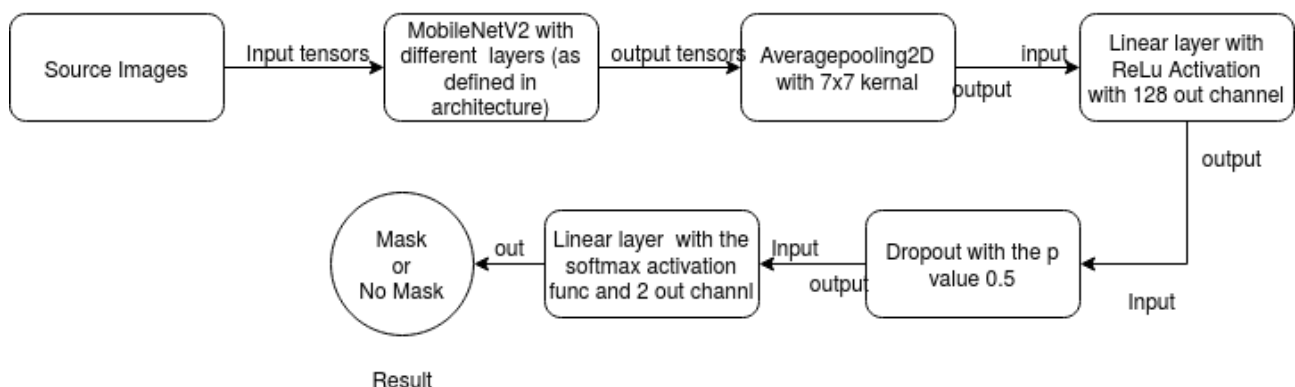 Source Images
Input tensors
MobileNetV2 with
different layers (as
defined in
architecture)
output tensors
Averagepooling2D
with 7x7 kernal
output
input
Linear layer with
ReLu Activation
with 128 out channel
output
Input
Dropout with the p
value 0.5
output
Input
Linear layer with the
softmax activation
func and 2 out channl
out
Mask
or
No Mask
Result